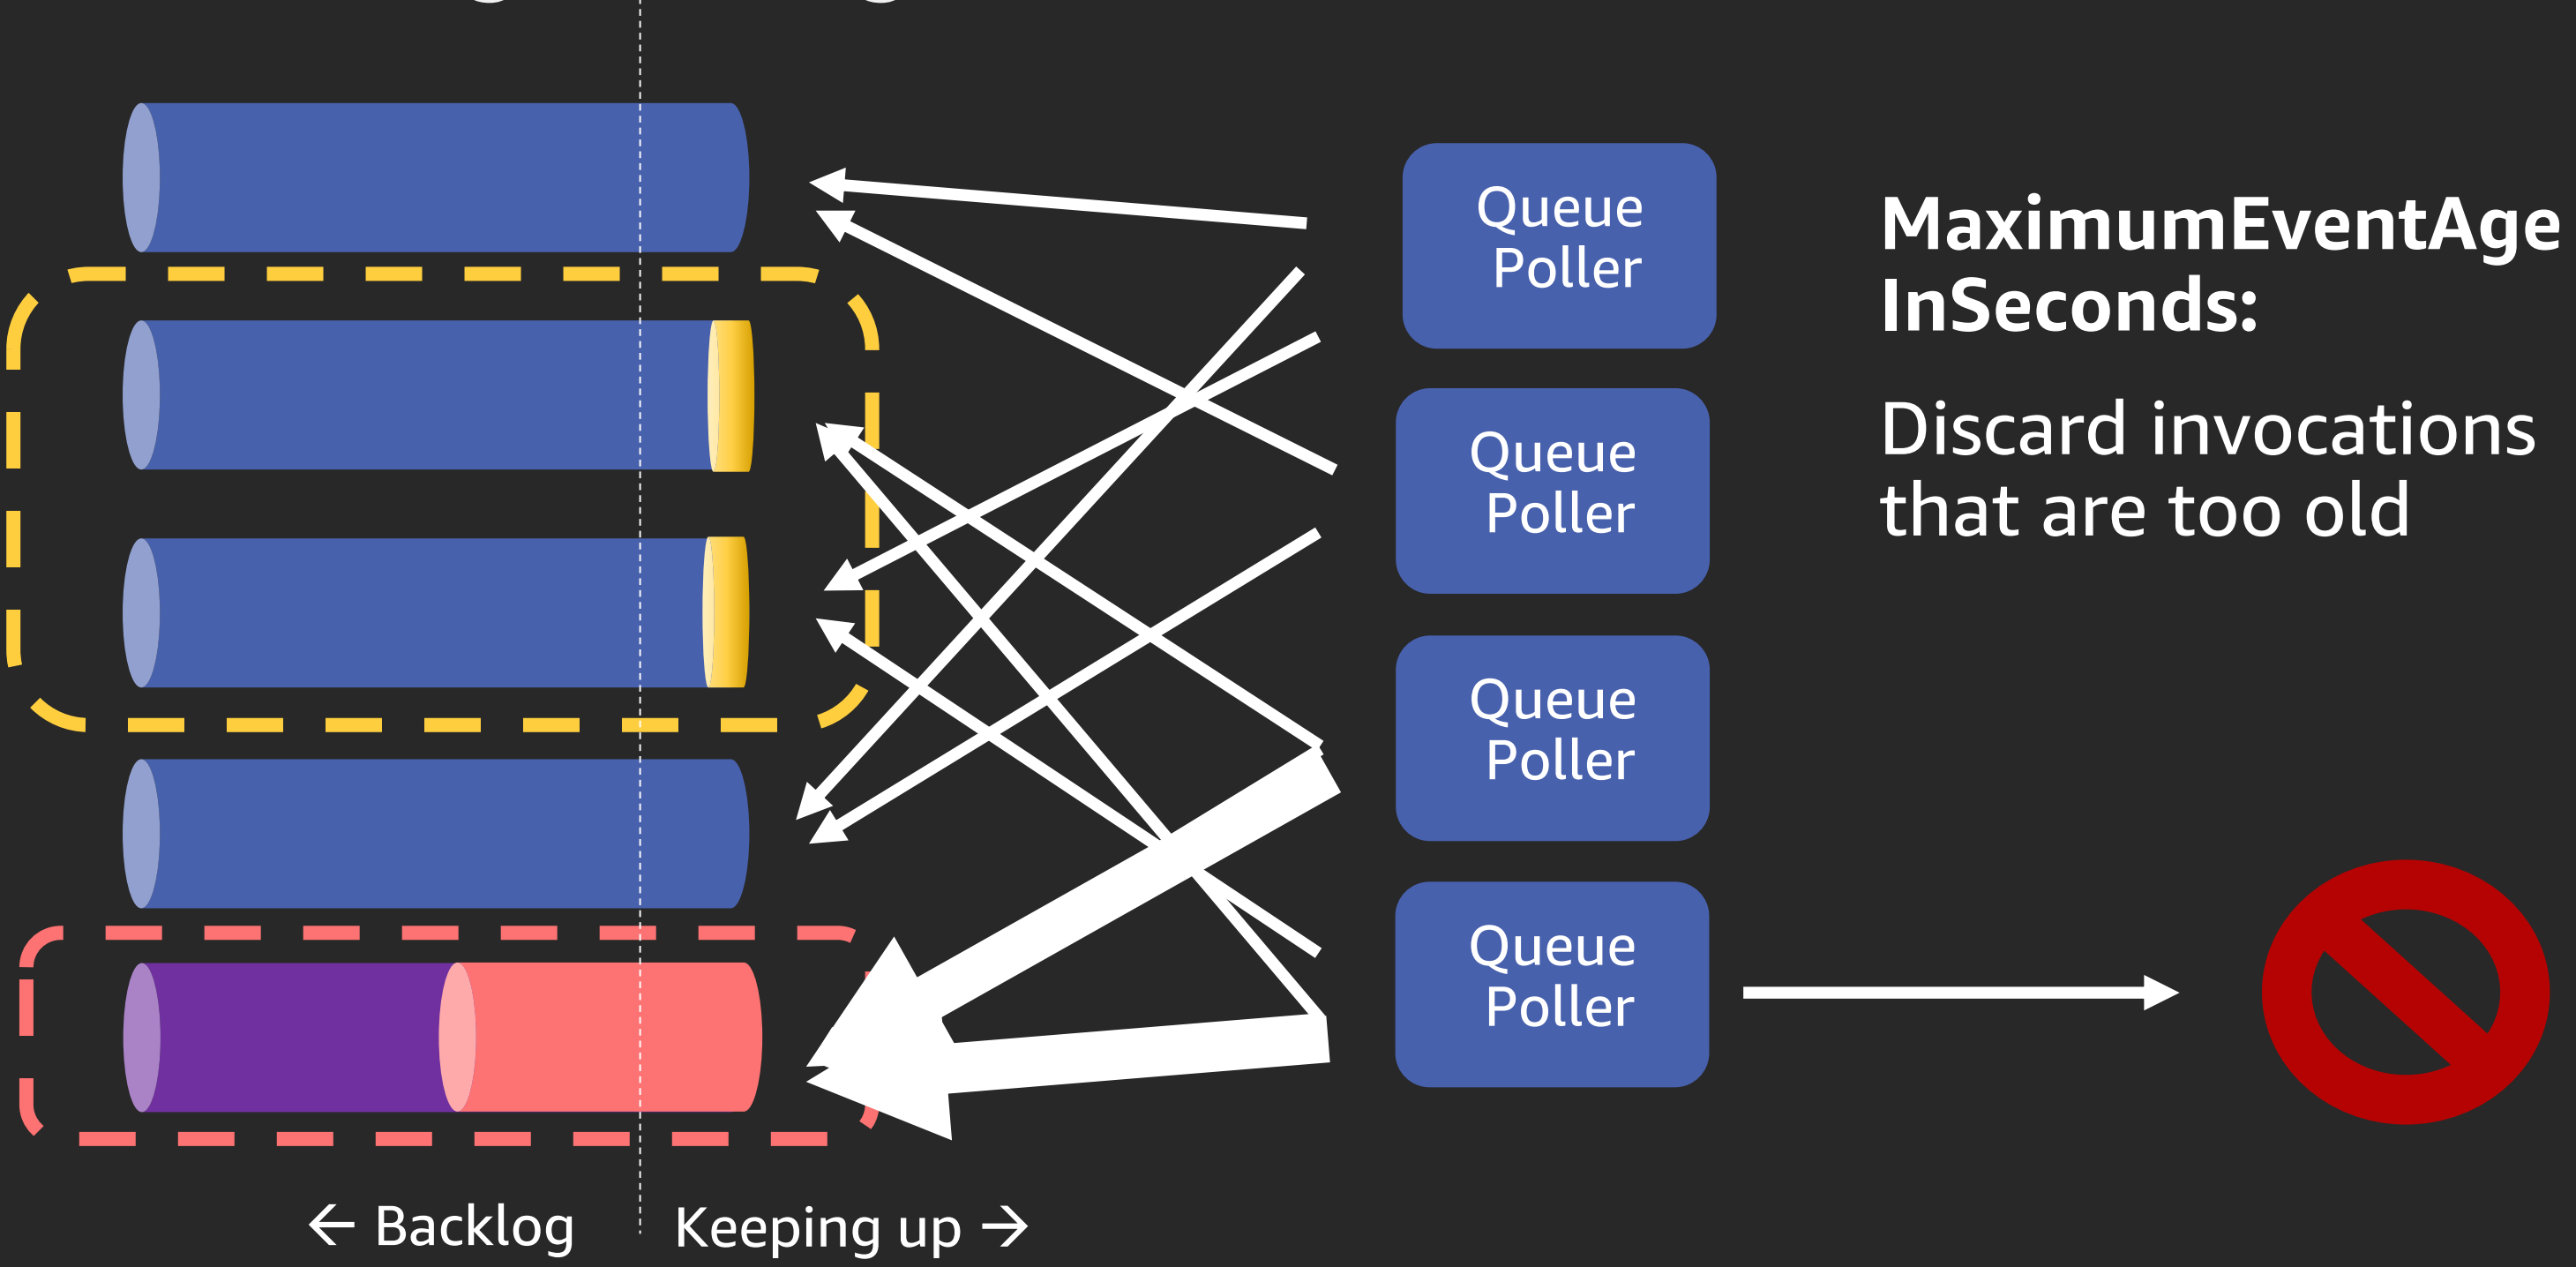 Queue
Poller
Queue
Poller
Queue
Poller
Queue
Poller
MaximumEventAge
InSeconds:
Discard invocations
that are too old
← Backlog
Keeping up →